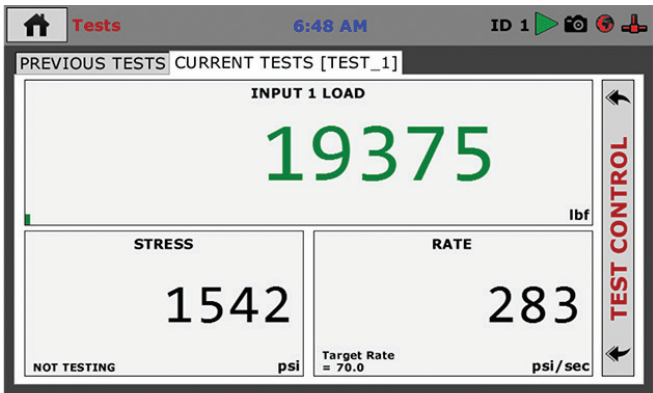 Tests 6:48 AM ID 1
PREVIOUS TESTS CURRENT TESTS [TEST_1]
INPUT 1 LOAD
19375
lbf
STRESS
1542
NOT TESTING psi
RATE
283
Target Rate
= 70.0 psi/sec
TEST CONTROL